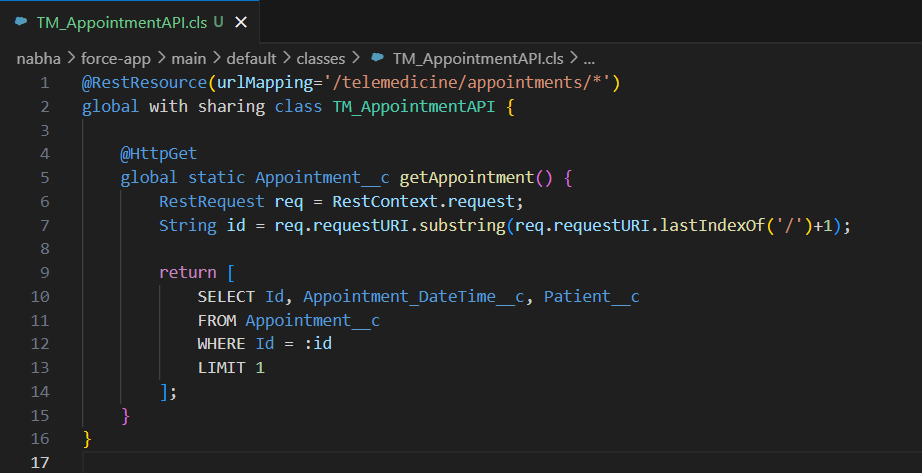 TM_AppointmentAPI.cls U ×
nabha > force-app > main > default > classes > TM_AppointmentAPI.cls > ...
1 @RestResource(urlMapping='/telemedicine/appointments/*')
2 global with sharing class TM_AppointmentAPI {
3
4 @HttpGet
5 global static Appointment__c getAppointment() {
6 RestRequest req = RestContext.request;
7 String id = req.requestURI.substring(req.requestURI.lastIndexOf('/')+1);
8
9 return [
10 SELECT Id, Appointment_DateTime__c, Patient__c
11 FROM Appointment__c
12 WHERE Id = :id
13 LIMIT 1
14 ];
15 }
16 }
17